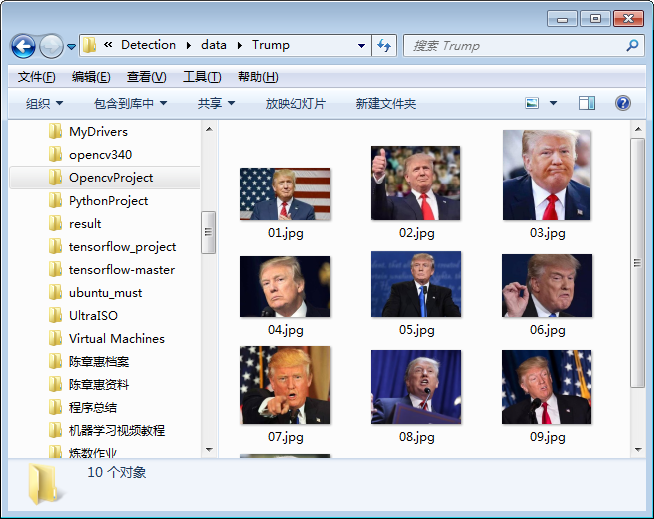 « Detection ▸ data ▸ Trump
搜索 Trump
文件(F) 编辑(E) 查看(V) 工具(T) 帮助(H)
组织 包含到库中 共享 放映幻灯片 新建文件夹
MyDrivers
opencv340
OpencvProject
PythonProject
result
tensorflow_project
tensorflow-master
ubuntu_must
UltraISO
Virtual Machines
陈章惠档案
陈章惠资料
程序总结
机器学习视频教程
炼数作业
01.jpg 02.jpg 03.jpg
04.jpg 05.jpg 06.jpg
07.jpg 08.jpg 09.jpg
10 个对象